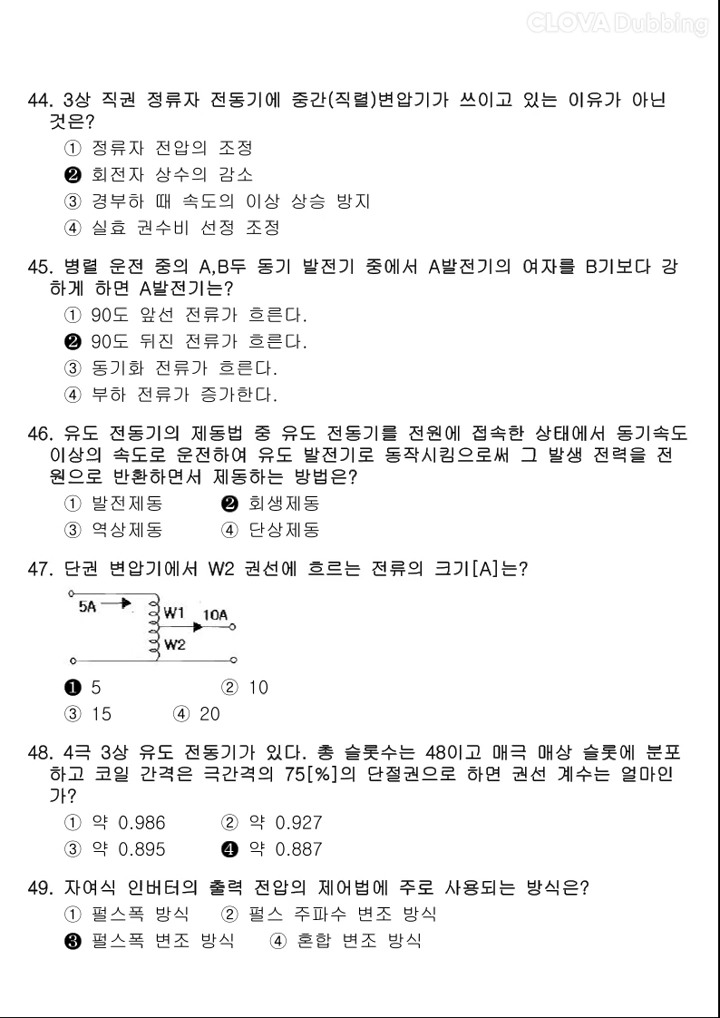 CLOVA Dubbing
44. 3상 직권 정류자 전동기에 중간(직렬)변압기가 쓰이고 있는 이유가 아닌
것은?
① 정류자 전압의 조정
❷ 회전자 상수의 감소
③ 경부하 때 속도의 이상 상승 방지
④ 실효 권수비 선정 조정
45. 병렬 운전 중의 A,B두 동기 발전기 중에서 A발전기의 여자를 B기보다 강
하게 하면 A발전기는?
① 90도 앞선 전류가 흐른다.
❷ 90도 뒤진 전류가 흐른다.
③ 동기화 전류가 흐른다.
④ 부하 전류가 증가한다.
46. 유도 전동기의 제동법 중 유도 전동기를 전원에 접속한 상태에서 동기속도
이상의 속도로 운전하여 유도 발전기로 동작시킴으로써 그 발생 전력을 전
원으로 반환하면서 제동하는 방법은?
① 발전제동 ❷ 회생제동
③ 역상제동 ④ 단상제동
47. 단권 변압기에서 W2 권선에 흐르는 전류의 크기[A]는?
5A W1 10A
W2
❶ 5 ② 10
③ 15 ④ 20
48. 4극 3상 유도 전동기가 있다. 총 슬롯수는 48이고 매극 매상 슬롯에 분포
하고 코일 간격은 극간격의 75[%]의 단절권으로 하면 권선 계수는 얼마인
가?
① 약 0.986 ② 약 0.927
③ 약 0.895 ❹ 약 0.887
49. 자여식 인버터의 출력 전압의 제어법에 주로 사용되는 방식은?
① 펄스폭 방식 ② 펄스 주파수 변조 방식
❸ 펄스폭 변조 방식 ④ 혼합 변조 방식